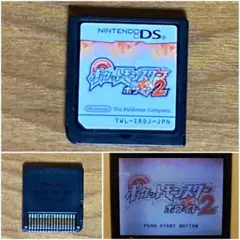 NINTENDO DS
ポケットモンスター
ホワイト2
Nintendo
The Pokémon Company
TWL-IRDJ-JPN
ポケットモンスター
ホワイト2
PUSH START BUTTON